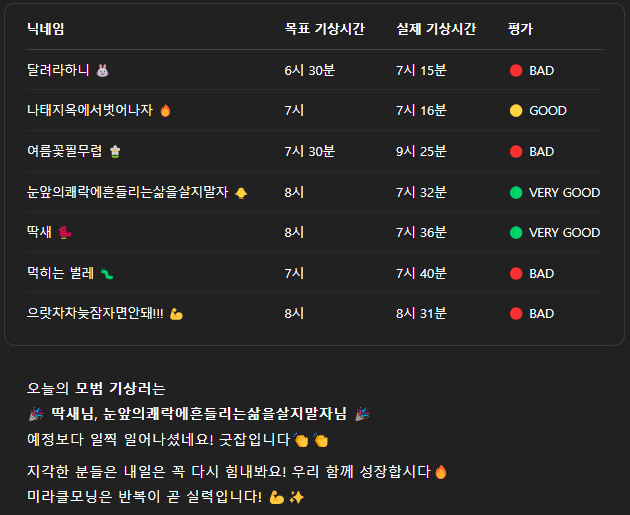 닉네임 목표 기상시간 실제 기상시간 평가
달려라하니 🐰 6시 30분 7시 15분 🔴 BAD
나태지옥에서벗어나자 🔥 7시 7시 16분 🟡 GOOD
여름꽃필무렵 7시 30분 9시 25분 🔴 BAD
눈앞의쾌락에흔들리는삶을살지말자 🐥 8시 7시 32분 🟢 VERY GOOD
딱새 🐦 8시 7시 36분 🟢 VERY GOOD
먹히는 벌레 🐛 7시 7시 40분 🔴 BAD
으랏차차늦잠자면안돼!!! 💪 8시 8시 31분 🔴 BAD
오늘의 모범 기상러는
🎉 딱새님, 눈앞의쾌락에흔들리는삶을살지말자님 🎉
예정보다 일찍 일어나셨네요! 굿잡입니다👏👏
지각한 분들은 내일은 꼭 다시 힘내봐요! 우리 함께 성장합시다🔥
미라클모닝은 반복이 곧 실력입니다! 💪✨